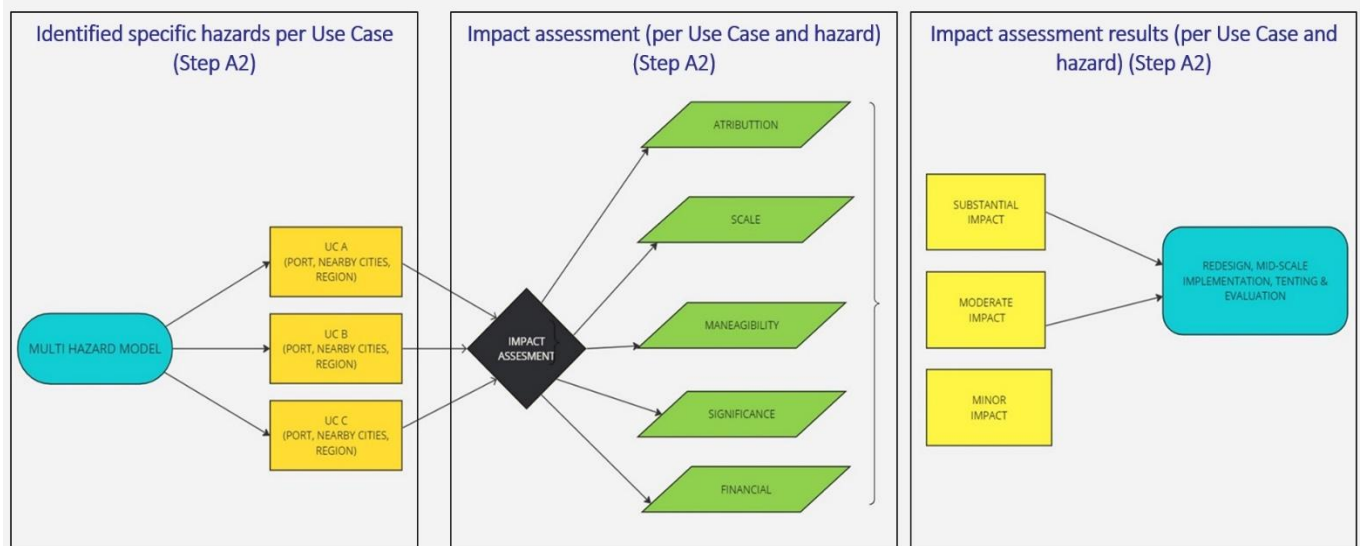 Identified specific hazards per Use Case
(Step A2)
MULTI HAZARD MODEL
UC A
(PORT, NEARBY CITIES,
REGION)
UC B
(PORT, NEARBY CITIES,
REGION)
UC C
(PORT, NEARBY CITIES,
REGION)
Impact assessment (per Use Case and hazard)
(Step A2)
IMPACT
ASSESMENT
ATRIBUTTION
SCALE
MANEAGIBILITY
SIGNIFICANCE
FINANCIAL
Impact assessment results (per Use Case and
hazard) (Step A2)
SUBSTANTIAL
IMPACT
MODERATE
IMPACT
MINOR
IMPACT
REDESIGN, MID-SCALE
IMPLEMENTATION, TENTING &
EVALUATION